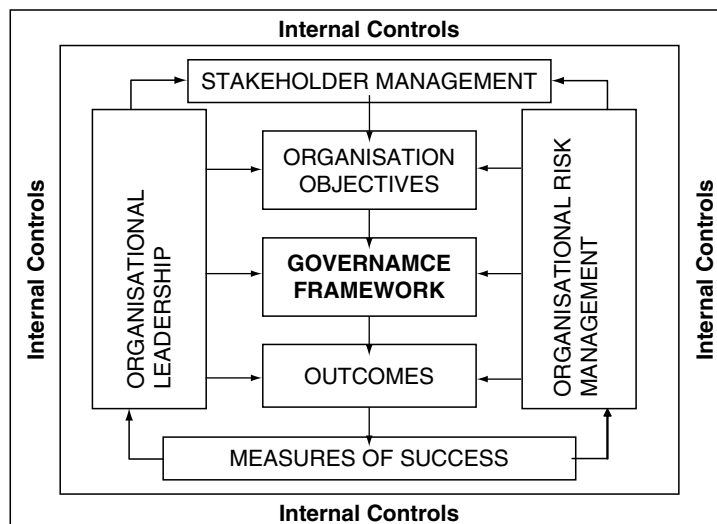 Internal Controls
STAKEHOLDER MANAGEMENT
Internal Controls
ORGANISATIONAL
LEADERSHIP
ORGANISATION
OBJECTIVES
GOVERNAMCE
FRAMEWORK
OUTCOMES
ORGANISATIONAL RISK
MANAGEMENT
Internal Controls
MEASURES OF SUCCESS
Internal Controls